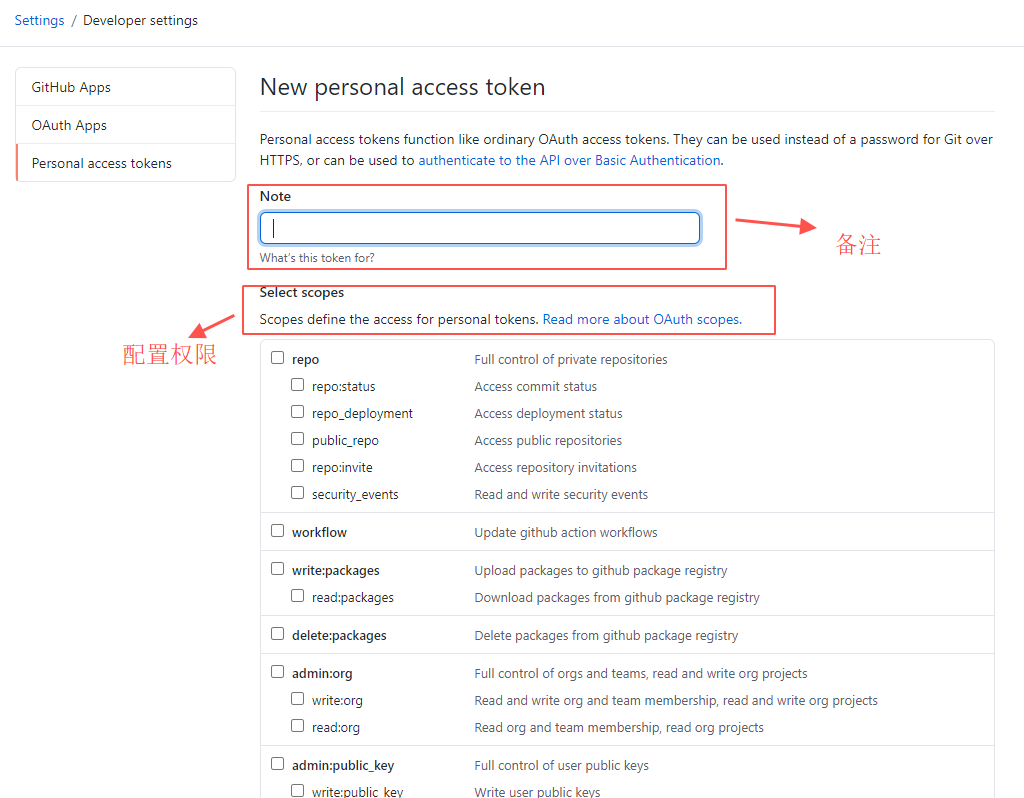 Settings / Developer settings
GitHub Apps
OAuth Apps
Personal access tokens
New personal access token
Personal access tokens function like ordinary OAuth access tokens. They can be used instead of a password for Git over
HTTPS, or can be used to authenticate to the API over Basic Authentication.
Note
What's this token for?
备注
Select scopes
Scopes define the access for personal tokens. Read more about OAuth scopes.
配置权限
repo Full control of private repositories
repo:status Access commit status
repo_deployment Access deployment status
public_repo Access public repositories
repo:invite Access repository invitations
security_events Read and write security events
workflow Update github action workflows
write:packages Upload packages to github package registry
read:packages Download packages from github package registry
delete:packages Delete packages from github package registry
admin:org Full control of orgs and teams, read and write org projects
write:org Read and write org and team membership, read and write org projects
read:org Read org and team membership, read org projects
admin:public_key Full control of user public keys
write:public_key Write user public keys